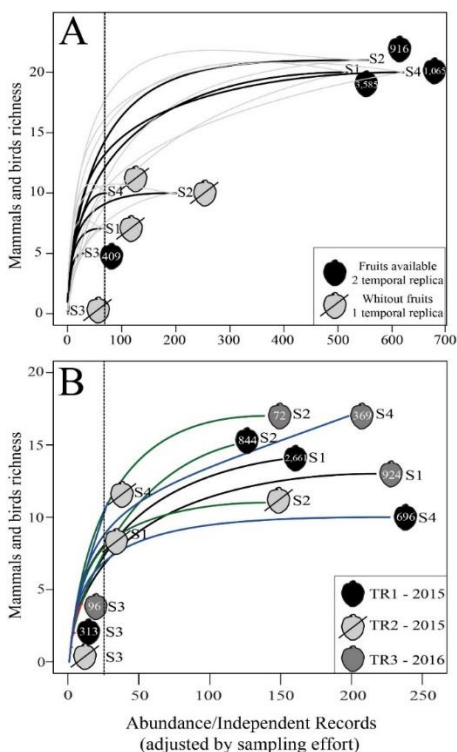 A
Mammals and birds richness
20
15
10
5
0
916
S2
S1
S4
1,065
3,585
S4
S2
S1
S3
409
S3
Fruits available
2 temporal replica
Whitout fruits
1 temporal replica
0 100 200 300 400 500 600 700
B
Mammals and birds richness
20
15
10
5
0
72 S2
369 S4
844 S2
2,661 S1
924 S1
S4
S2
S1
696 S4
96 S3
313 S3
S3
TR1 - 2015
TR2 - 2015
TR3 - 2016
0 50 100 150 200 250
Abundance/Independent Records
(adjusted by sampling effort)